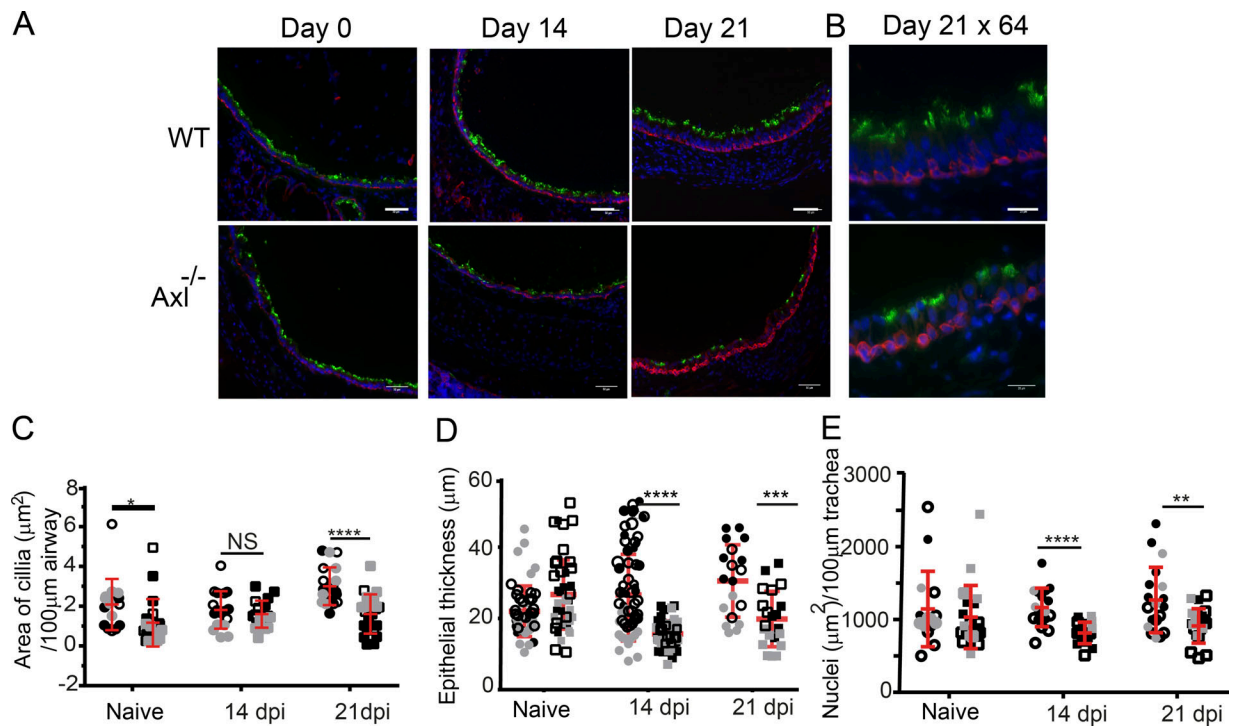 A
Day 0
Day 14
Day 21
B
Day 21 x 64
WT
Axl-/-
C
Area of cillia (μm2)
/100μm airway
8
6
4
2
0
-2
*
NS
****
Naive
14 dpi
21 dpi
D
Epithelial thickness (μm)
60
40
20
0
****
***
Naive
14 dpi
21 dpi
E
Nuclei (μm2)/100μm trachea
3000
2000
1000
0
****
**
Naive
14 dpi
21 dpi